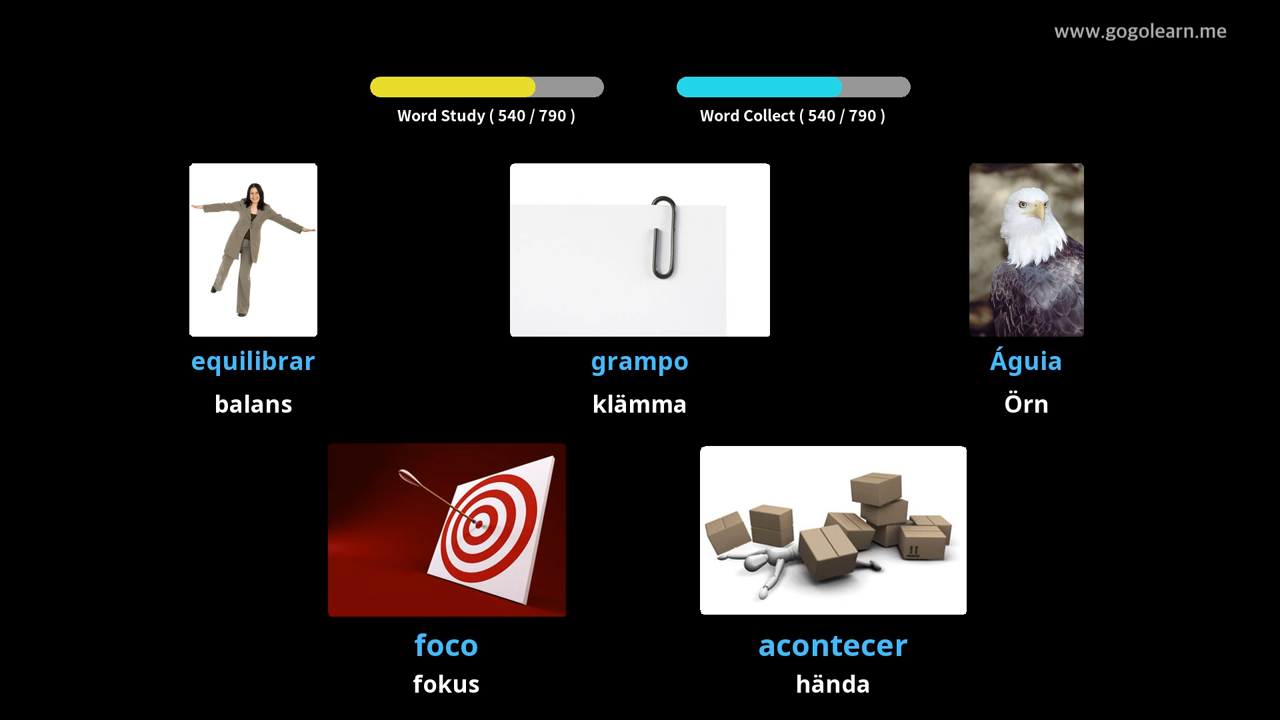 www.gogolearn.me
Word Study ( 540 / 790 )
Word Collect ( 540 / 790 )
equilibrar
grampo
Águia
balans
klämma
Örn
foco
acontecer
fokus
hända